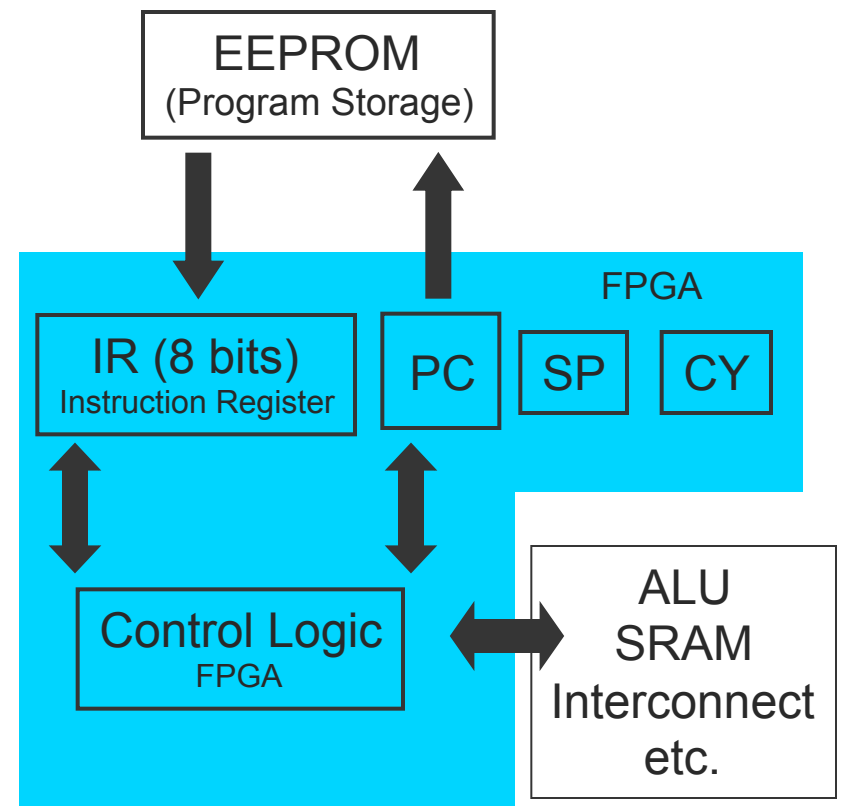 EEPROM
(Program Storage)
FPGA
IR (8 bits)
Instruction Register
PC
SP
CY
Control Logic
FPGA
ALU
SRAM
Interconnect
etc.